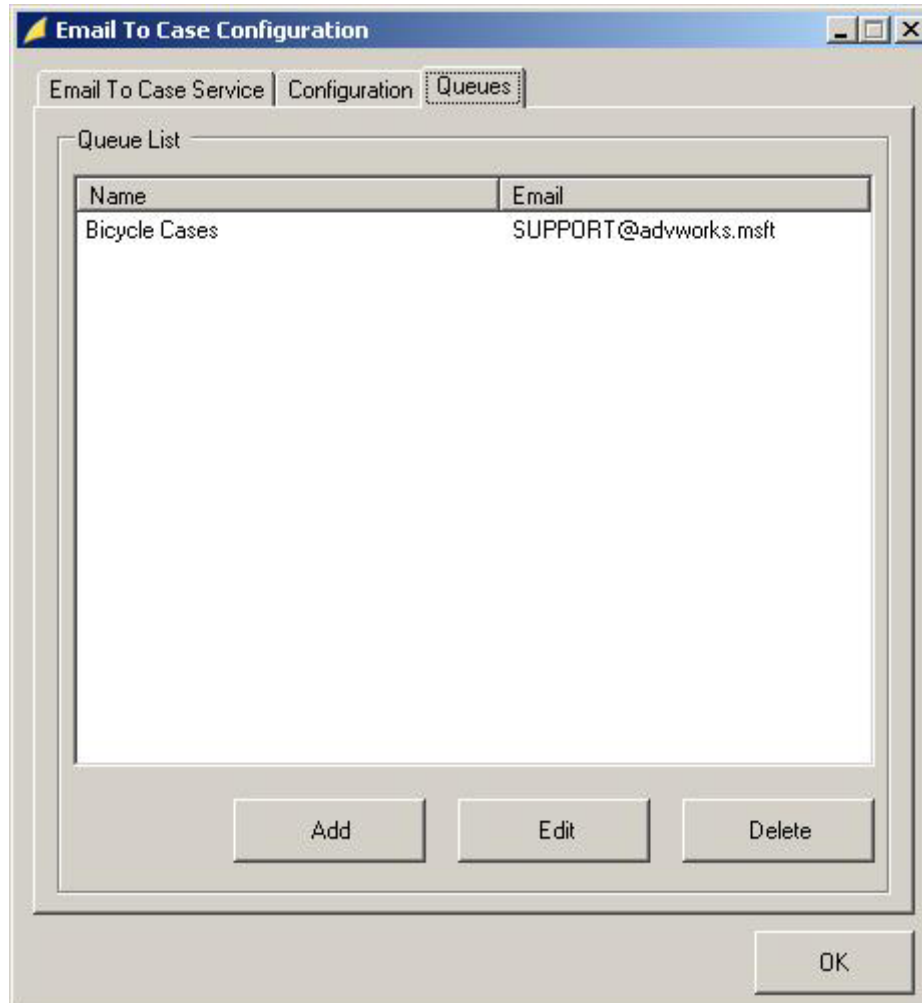 Email To Case Configuration
Email To Case Service Configuration Queues
Queue List
Name Email
Bicycle Cases SUPPORT@advworks.msft
Add Edit Delete
OK